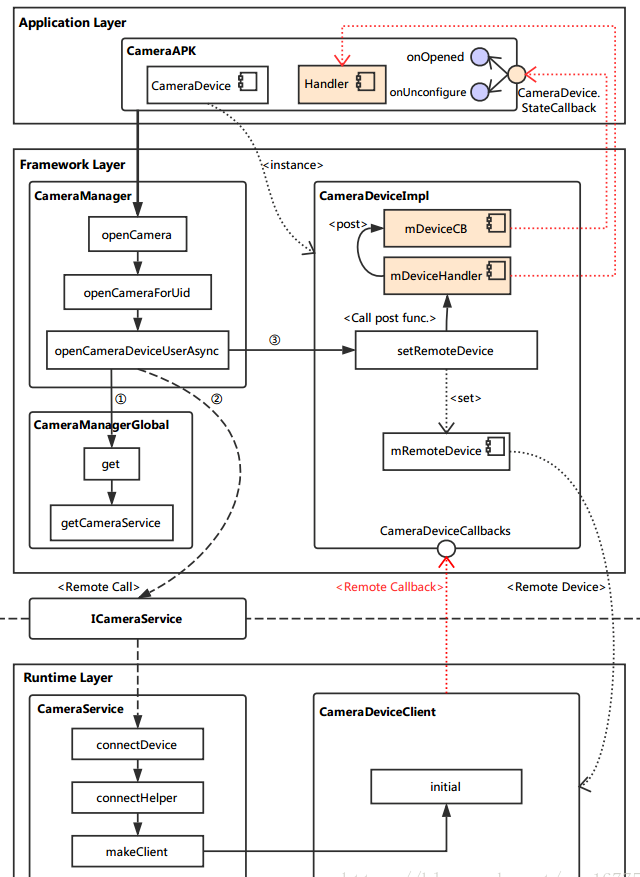 Application Layer
CameraAPK
CameraDevice
Handler
onOpened
onUnconfigure
CameraDevice.
StateCallback
Framework Layer
<instance>
CameraManager
openCamera
openCameraForUid
openCameraDeviceUserAsync
①
②
③
CameraManagerGlobal
get
getCameraService
CameraDeviceImpl
<post>
mDeviceCB
mDeviceHandler
<Call post func.>
setRemoteDevice
<set>
mRemoteDevice
CameraDeviceCallbacks
<Remote Call>
<Remote Callback>
<Remote Device>
ICameraService
Runtime Layer
CameraService
connectDevice
connectHelper
makeClient
CameraDeviceClient
initial